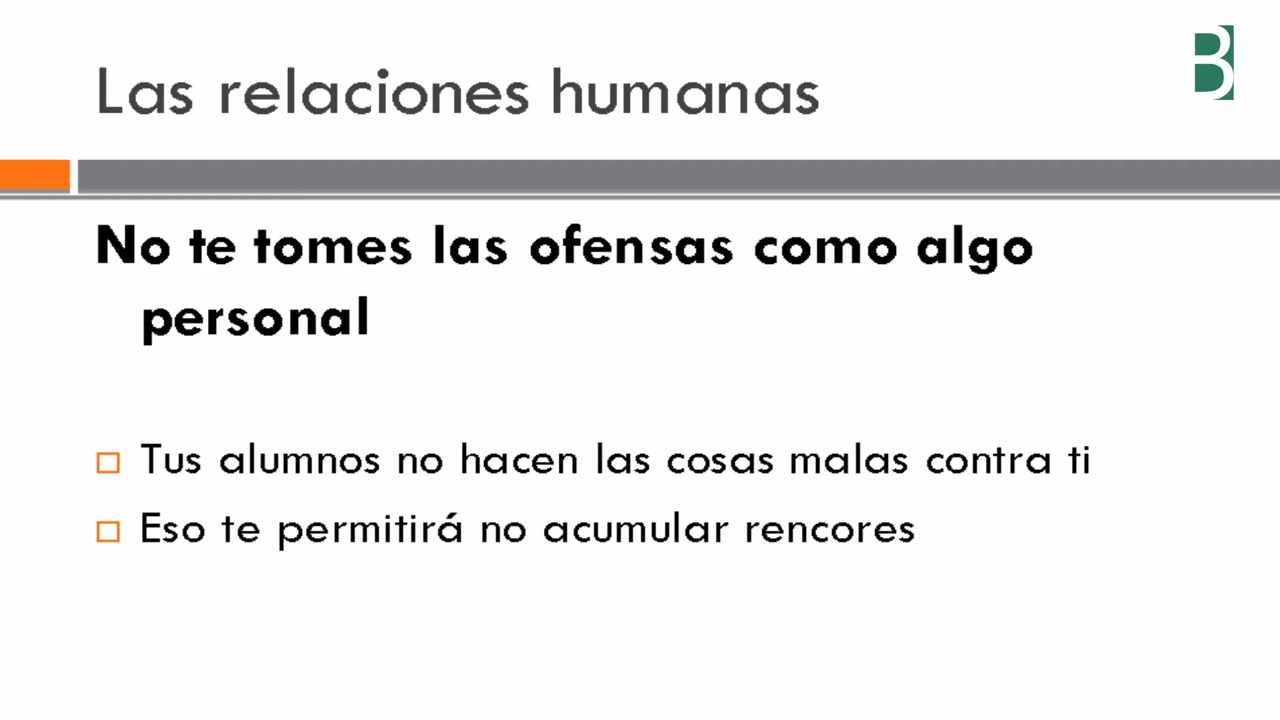 B
Las relaciones humanas
No te tomes las ofensas como algo
personal
Tus alumnos no hacen las cosas malas contra ti
Eso te permitirá no acumular rencores